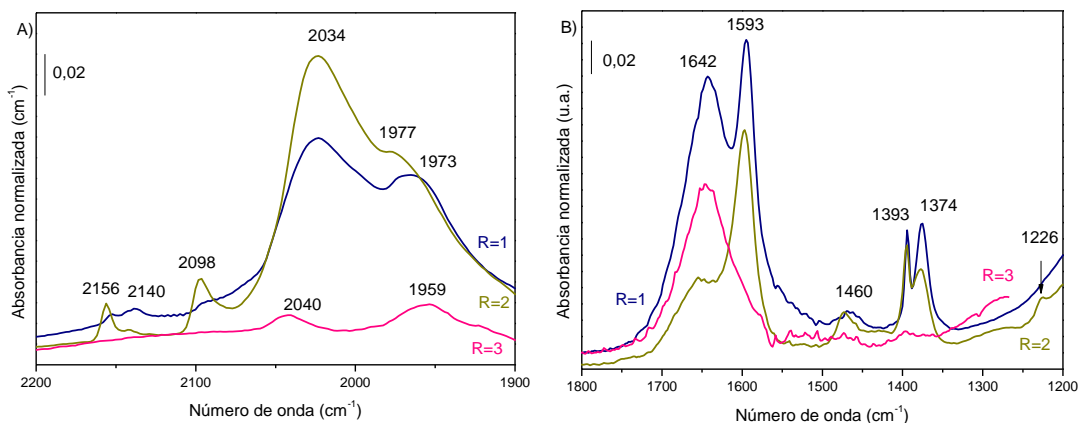 A)
0,02
2034
1977
1973
2156
2140
2098
2040
1959
R=1
R=2
R=3
2200
2100
2000
1900
Número de onda (cm⁻¹)
Absorbancia normalizada (cm⁻¹)
B)
0,02
1642
1593
1460
1393
1374
1226
R=1
R=3
R=2
1800
1700
1600
1500
1400
1300
1200
Número de onda (cm⁻¹)
Absorbancia normalizada (u.a.)